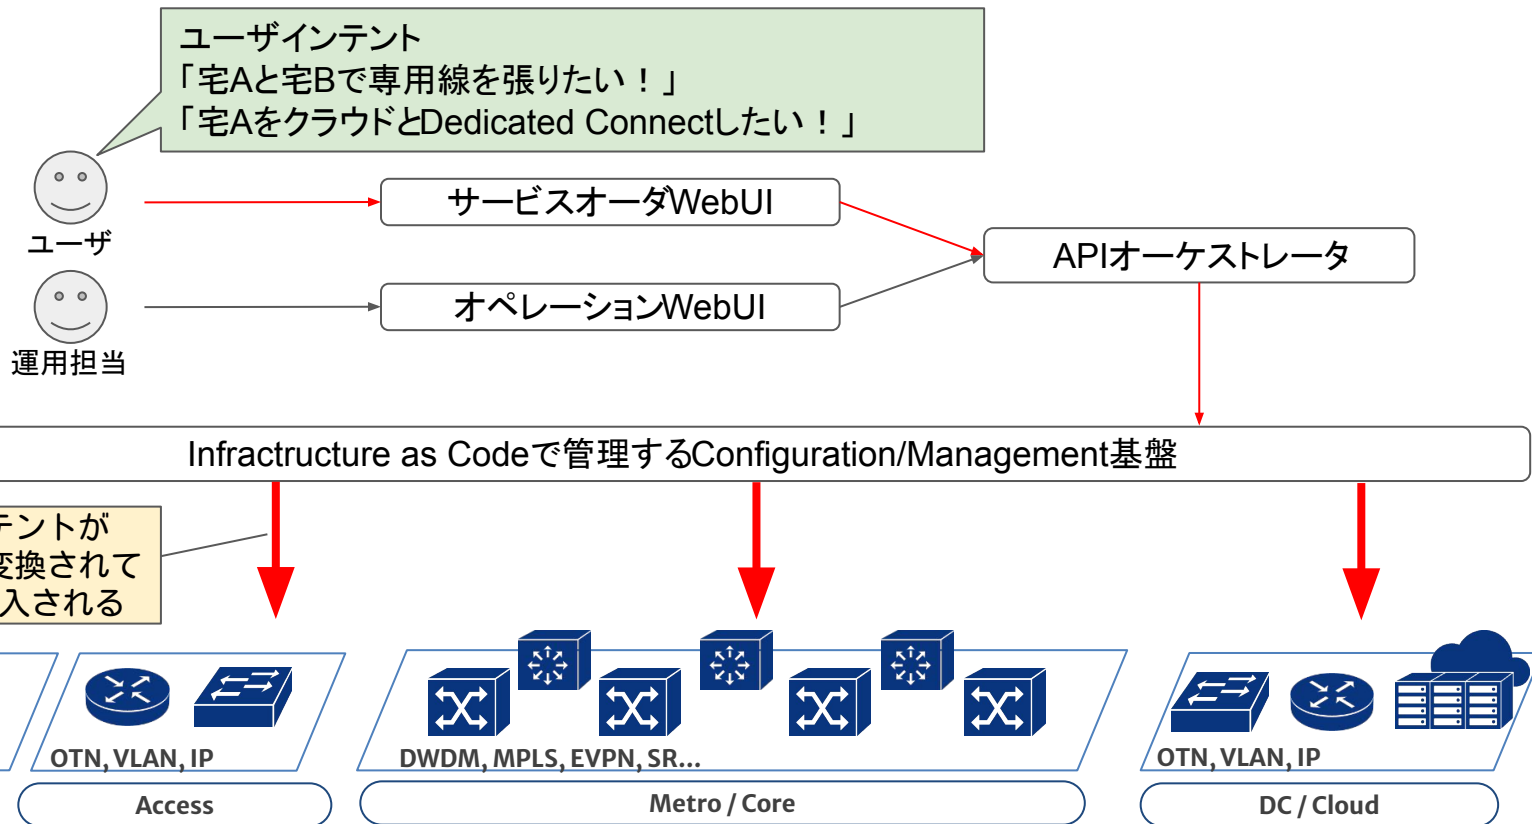 ユーザインテント
「宅Aと宅Bで専用線を張りたい！」
「宅AをクラウドとDedicated Connectしたい！」
ユーザ
サービスオーダWebUI
APIオーケストレータ
オペレーションWebUI
運用担当
Infractructure as Codeで管理するConfiguration/Management基盤
テントが
変換されて
入される
OTN, VLAN, IP
DWDM, MPLS, EVPN, SR...
OTN, VLAN, IP
Access
Metro / Core
DC / Cloud